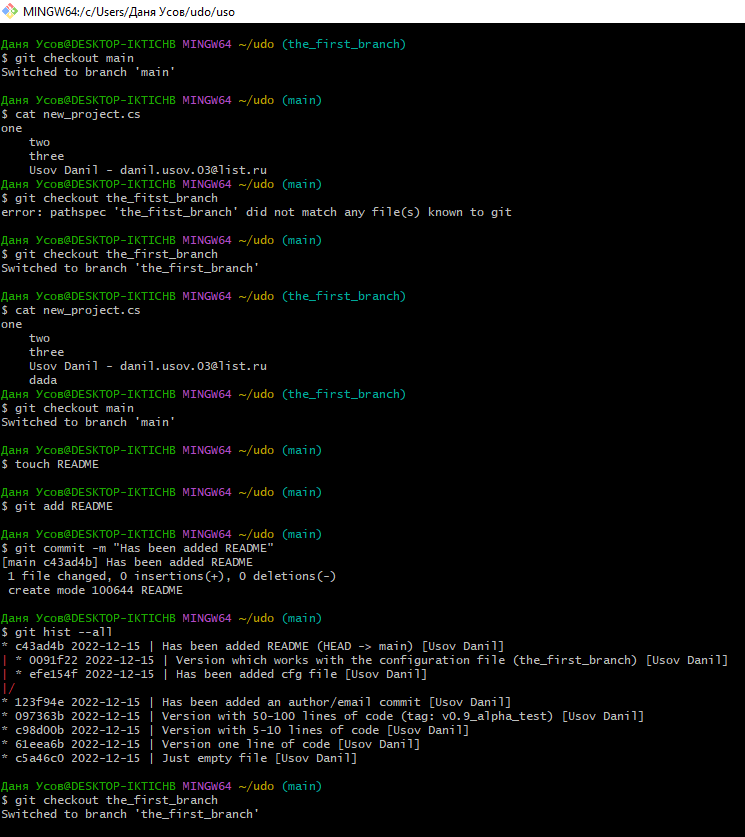 MINGW64:/c/Users/Даня Усов/udo/uso
Даня Усов@DESKTOP-IKTICHB MINGW64 ~/udo (the_first_branch)
$ git checkout main
Switched to branch 'main'
Даня Усов@DESKTOP-IKTICHB MINGW64 ~/udo (main)
$ cat new_project.cs
one
    two
    three
    Usov Danil - danil.usov.03@list.ru
Даня Усов@DESKTOP-IKTICHB MINGW64 ~/udo (main)
$ git checkout the_fitst_branch
error: pathspec 'the_fitst_branch' did not match any file(s) known to git
Даня Усов@DESKTOP-IKTICHB MINGW64 ~/udo (main)
$ git checkout the_first_branch
Switched to branch 'the_first_branch'
Даня Усов@DESKTOP-IKTICHB MINGW64 ~/udo (the_first_branch)
$ cat new_project.cs
one
    two
    three
    Usov Danil - danil.usov.03@list.ru
    dada
Даня Усов@DESKTOP-IKTICHB MINGW64 ~/udo (the_first_branch)
$ git checkout main
Switched to branch 'main'
Даня Усов@DESKTOP-IKTICHB MINGW64 ~/udo (main)
$ touch README
Даня Усов@DESKTOP-IKTICHB MINGW64 ~/udo (main)
$ git add README
Даня Усов@DESKTOP-IKTICHB MINGW64 ~/udo (main)
$ git commit -m "Has been added README"
[main c43ad4b] Has been added README
 1 file changed, 0 insertions(+), 0 deletions(-)
 create mode 100644 README
Даня Усов@DESKTOP-IKTICHB MINGW64 ~/udo (main)
$ git hist --all
* c43ad4b 2022-12-15 | Has been added README (HEAD -> main) [Usov Danil]
| * 0091f22 2022-12-15 | Version which works with the configuration file (the_first_branch) [Usov Danil]
| * efe154f 2022-12-15 | Has been added cfg file [Usov Danil]
|/
* 123f94e 2022-12-15 | Has been added an author/email commit [Usov Danil]
* 097363b 2022-12-15 | Version with 50-100 lines of code (tag: v0.9_alpha_test) [Usov Danil]
* c98d00b 2022-12-15 | Version with 5-10 lines of code [Usov Danil]
* 61eea6b 2022-12-15 | Version one line of code [Usov Danil]
* c5a46c0 2022-12-15 | Just empty file [Usov Danil]
Даня Усов@DESKTOP-IKTICHB MINGW64 ~/udo (main)
$ git checkout the_first_branch
Switched to branch 'the_first_branch'